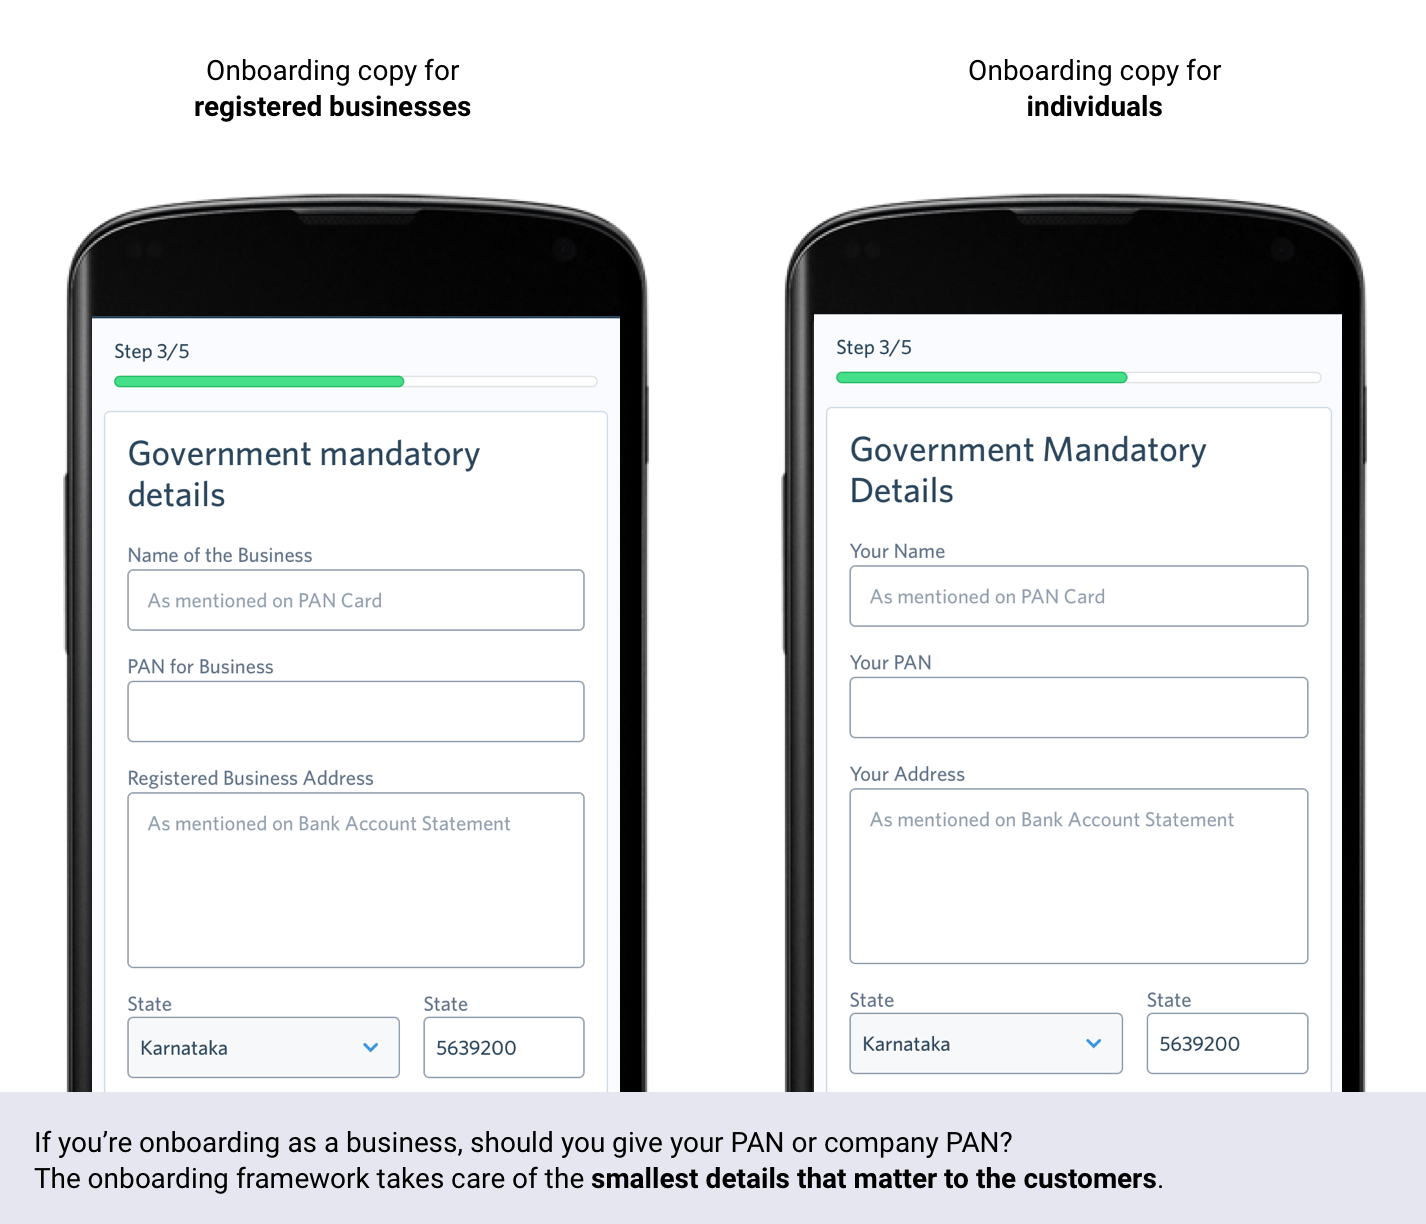 Onboarding copy for
registered businesses
Step 3/5
Government mandatory
details
Name of the Business
As mentioned on PAN Card
PAN for Business
Registered Business Address
As mentioned on Bank Account Statement
State
State
Karnataka
5639200
Onboarding copy for
individuals
Step 3/5
Government Mandatory
Details
Your Name
As mentioned on PAN Card
Your PAN
Your Address
As mentioned on Bank Account Statement
State
State
Karnataka
5639200
If you’re onboarding as a business, should you give your PAN or company PAN?
The onboarding framework takes care of the smallest details that matter to the customers.